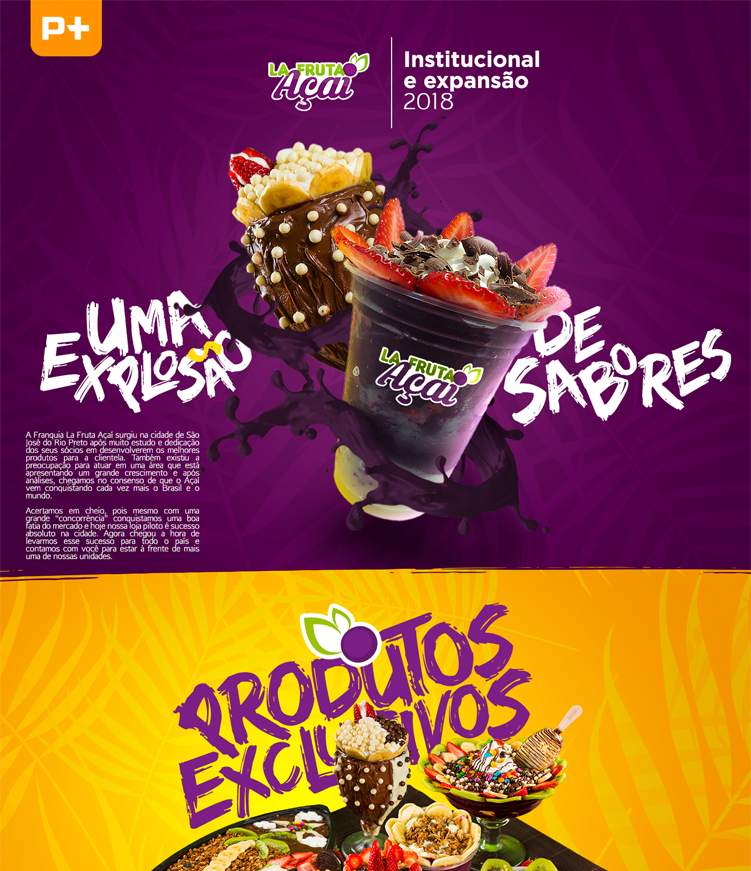 P+
LA FRUTA
Açaí
Institucional
e expansão
2018
UMA
EXPLOSÃO
DE
SABORES
LA FRUTA
Açaí
A Franquia La Fruta Açaí surgiu na cidade de São
José do Rio Preto após muito estudo e dedicação
dos seus sócios em desenvolverem os melhores
produtos para a clientela. Também existiu a
preocupação para atuar em uma área que está
apresentando um grande crescimento e após
análises, chegamos no consenso de que o Açaí
vem conquistando cada vez mais o Brasil e o
mundo.
Acertamos em cheio, pois mesmo com uma
grande "concorrência" conquistamos uma boa
fatia do mercado e hoje nossa loja piloto é sucesso
absoluto na cidade. Agora chegou a hora de
levarmos esse sucesso para todo o país e
contamos com você para estar à frente de mais
uma de nossas unidades.
PRODUTOS
EXCLUSIVOS